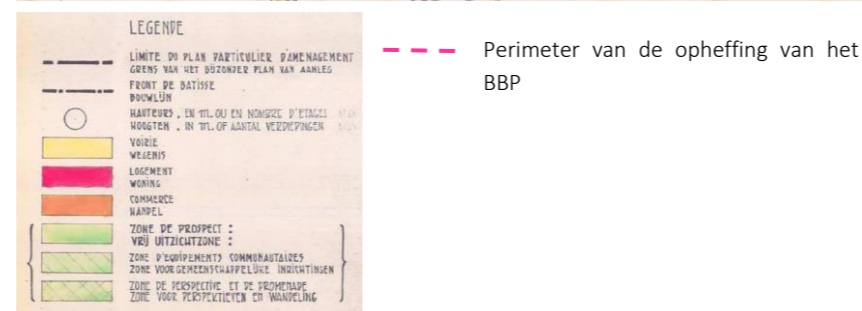 LEGENDE
LIMITE DU PLAN PARTICULIER D'AMENAGEMENT
GRENS VAN HET BIJZONDER PLAN VAN AANLEG
FRONT DE BATISSE
BOUWLIJN
HAUTEURS, EN M. OU EN NOMBRE D'ETAGES
HOOGTEN, IN M. OF AANTAL VERDIEPINGEN
VOIRIE
WEGENIS
LOGEMENT
WONING
COMMERCE
HANDEL
ZONE DE PROSPECT :
VRIJ UITZICHTZONE :
ZONE D'EQUIPEMENTS COMMUNAUTAIRES
ZONE VOOR GEMEENSCHAPPELIJKE INRICHTINGEN
ZONE DE PERSPECTIVE ET DE PROMENADE
ZONE VOOR PERSPEKTIEVEN EN WANDELING
Perimeter van de opheffing van het
BBP